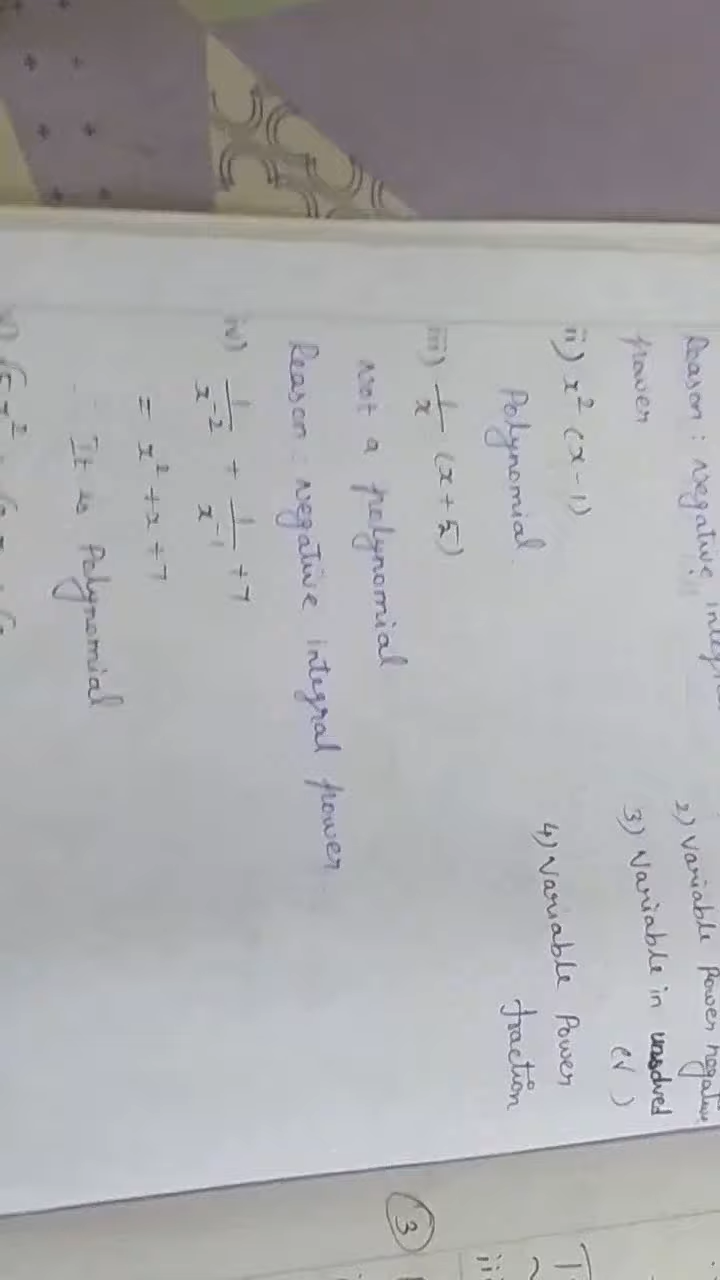 Reason : Negative
power
ii) x² (x-1)
Polynomial
iii) 1/x (x+5)
Not a polynomial
Reason : Negative integral power
iv) 1/x⁻² + 1/x⁻¹ +7
= x² +x +7
It is Polynomial
2) Variable Power negative
3) Variable in unsolved
(√ )
4) Variable Power
fraction
3